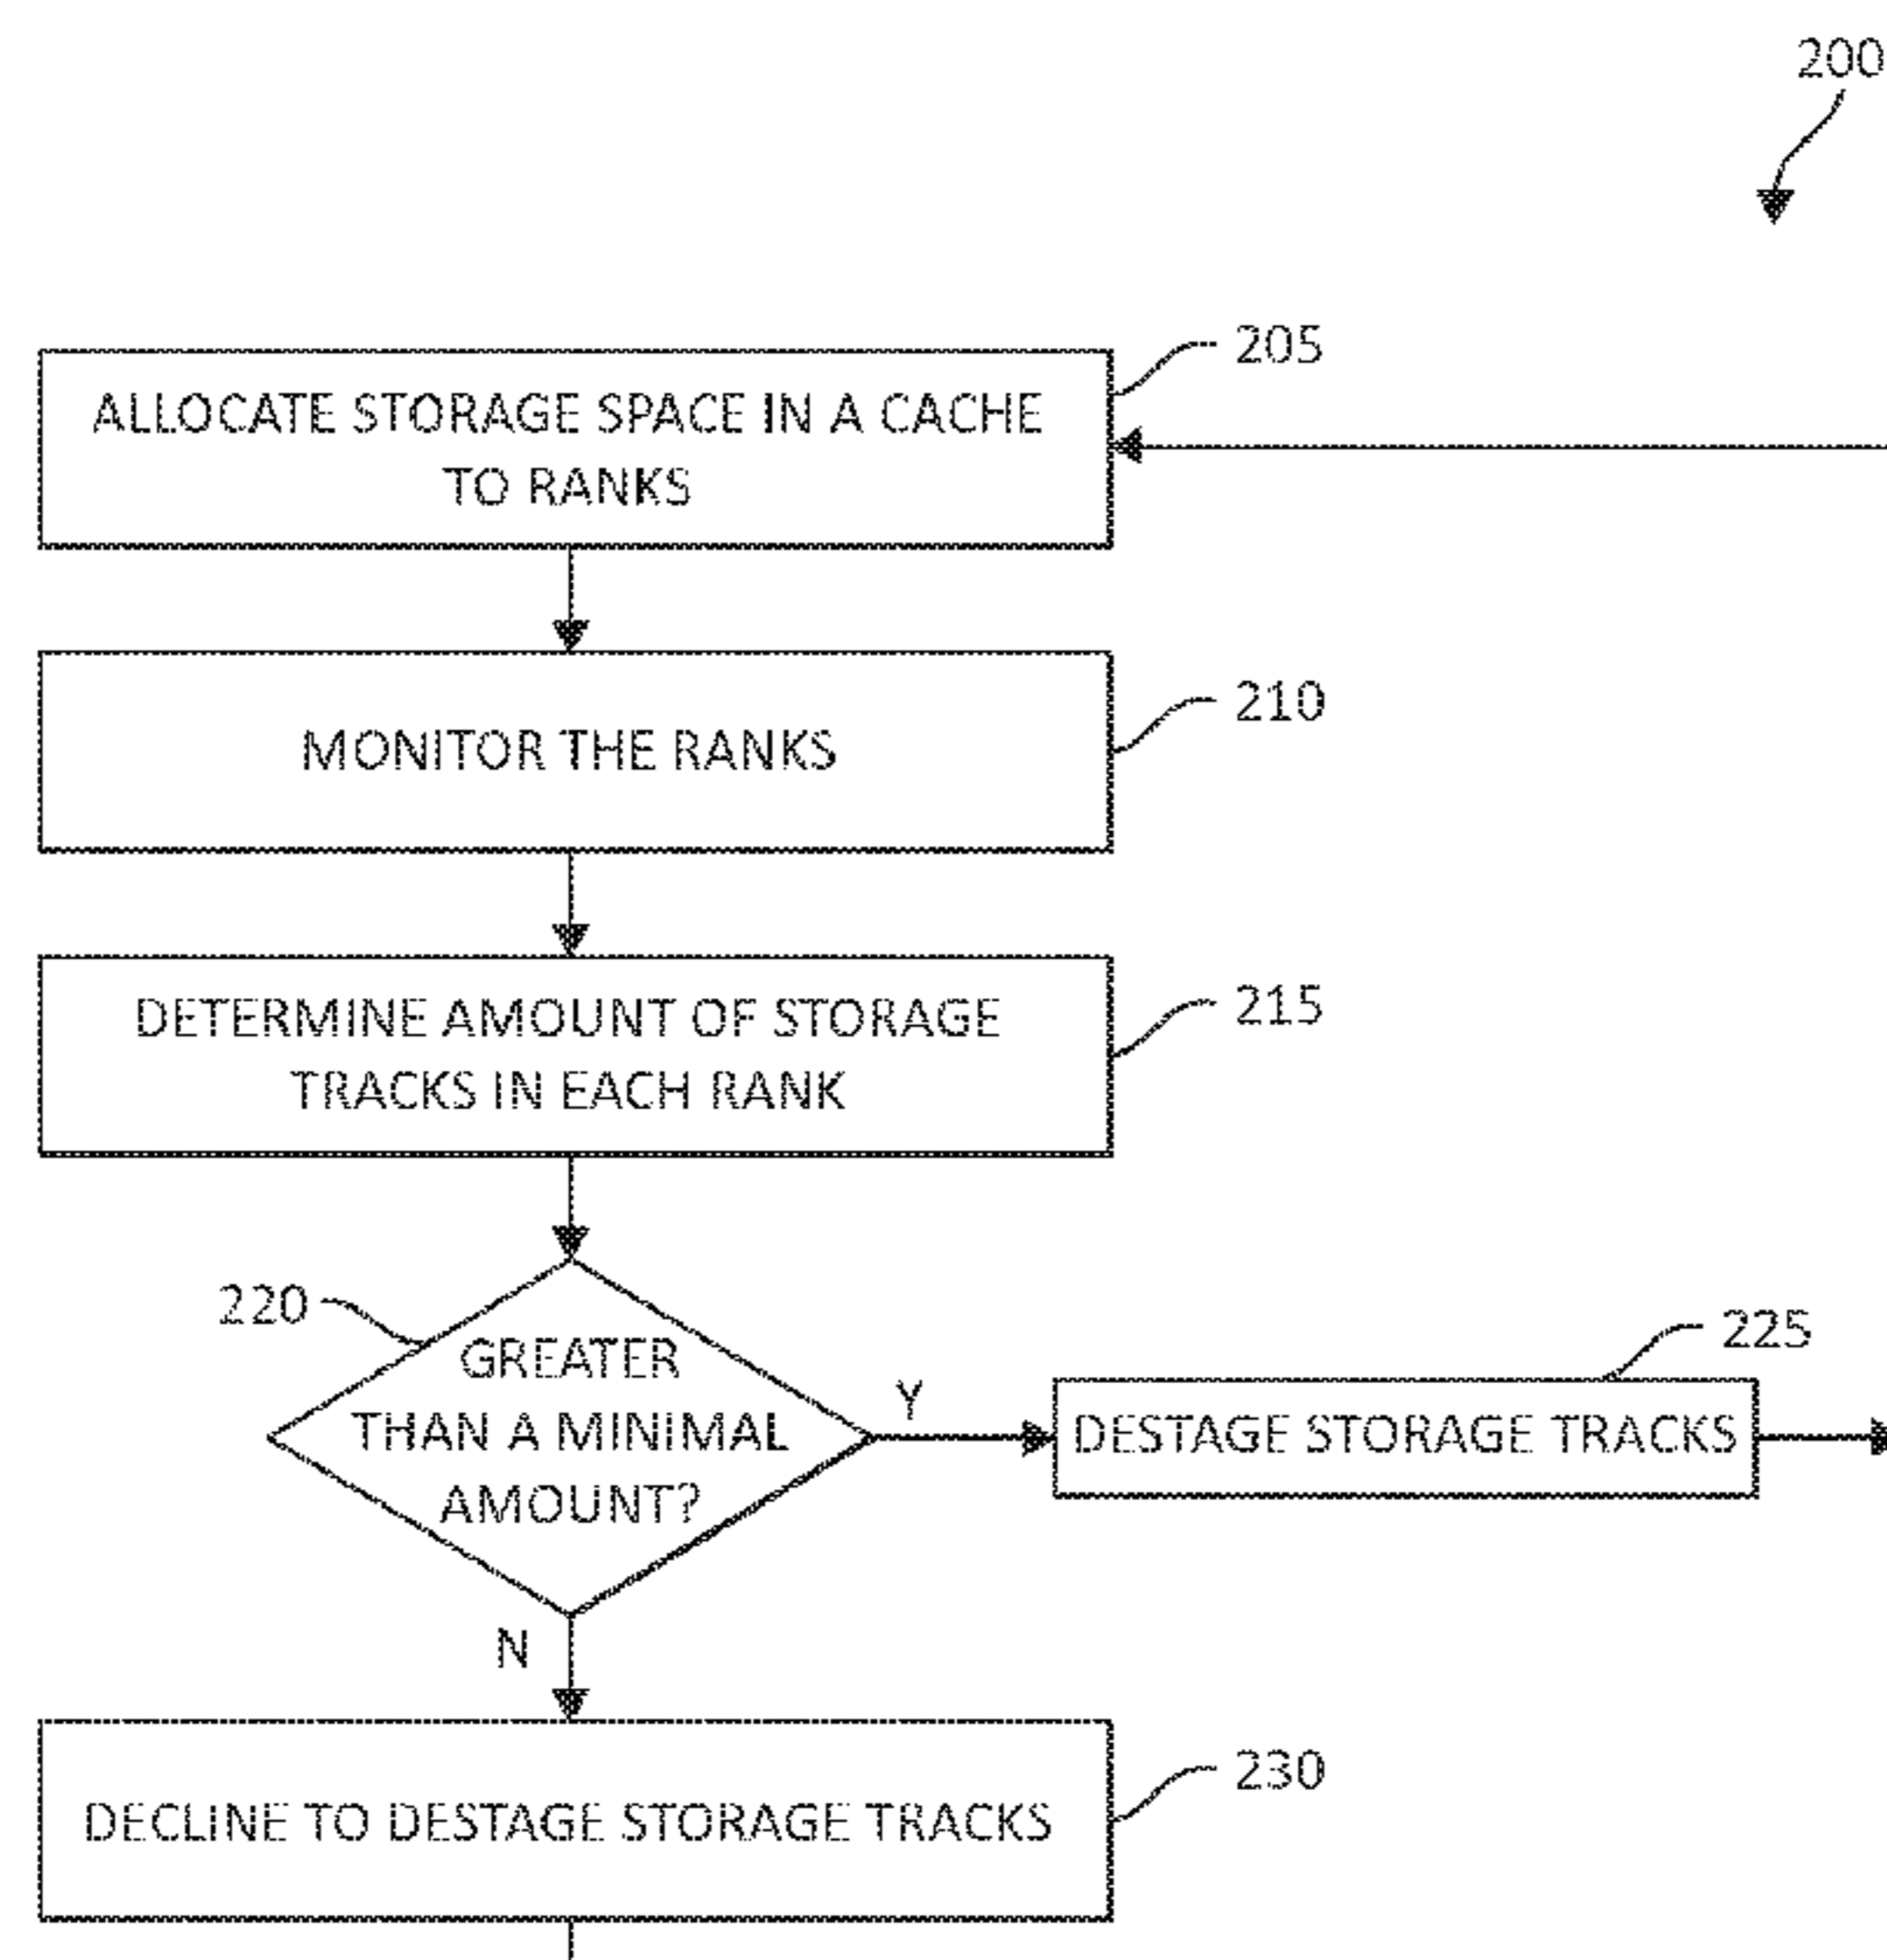 200
205
ALLOCATE STORAGE SPACE IN A CACHE
TO RANKS
210
MONITOR THE RANKS
215
DETERMINE AMOUNT OF STORAGE
TRACKS IN EACH RANK
220
GREATER
THAN A MINIMAL
AMOUNT?
Y
225
DESTAGE STORAGE TRACKS
N
230
DECLINE TO DESTAGE STORAGE TRACKS